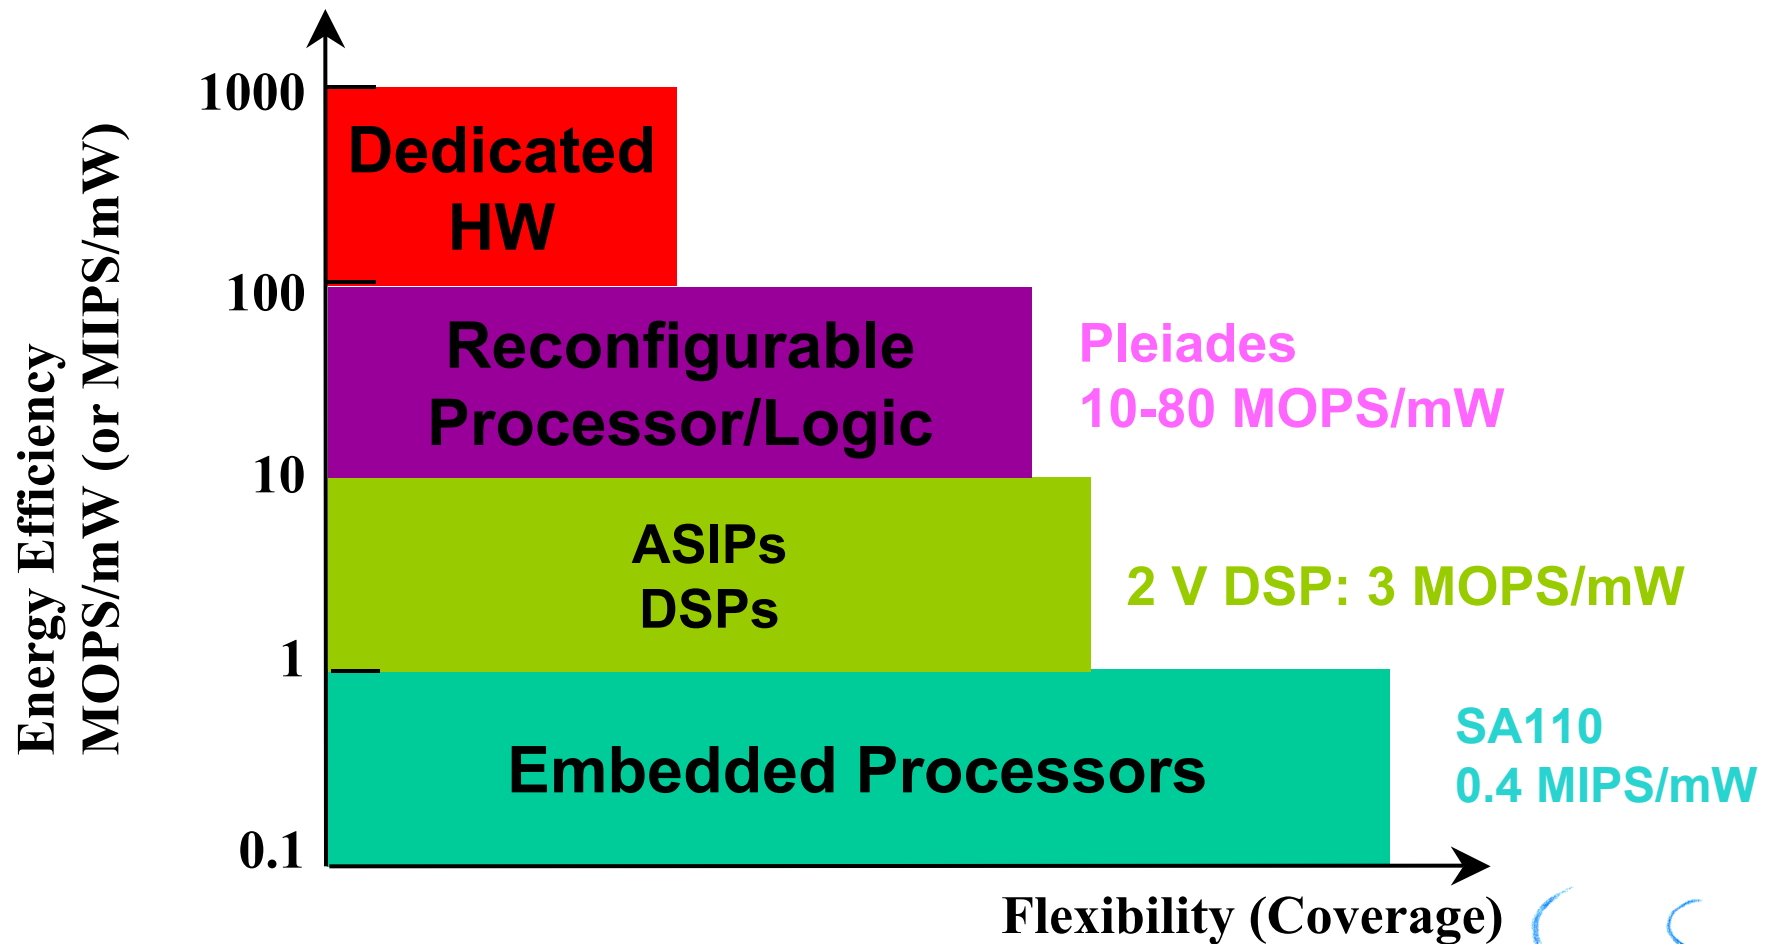 Energy Efficiency
MOPS/mW (or MIPS/mW)
1000
100
10
1
0.1
Dedicated
HW
Reconfigurable
Processor/Logic
Pleiades
10-80 MOPS/mW
ASIPs
DSPs
2 V DSP: 3 MOPS/mW
Embedded Processors
SA110
0.4 MIPS/mW
Flexibility (Coverage)